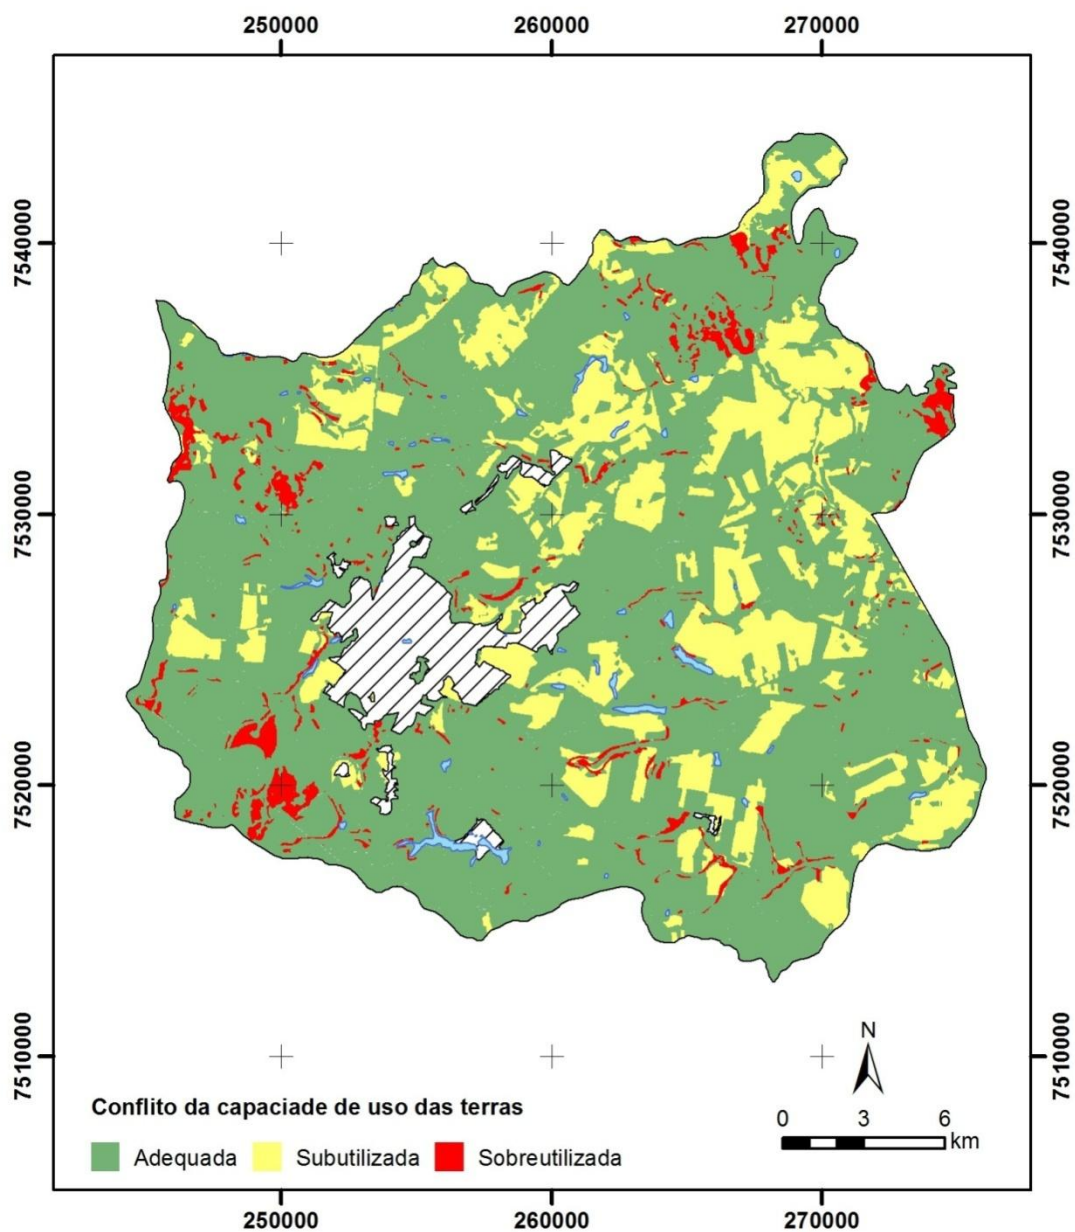 250000 260000 270000
7540000 7540000
7530000 7530000
7520000 7520000
7510000 7510000
N
Conflito da capaciade de uso das terras
0 3 6
km
Adequada Subutilizada Sobreutilizada
250000 260000 270000